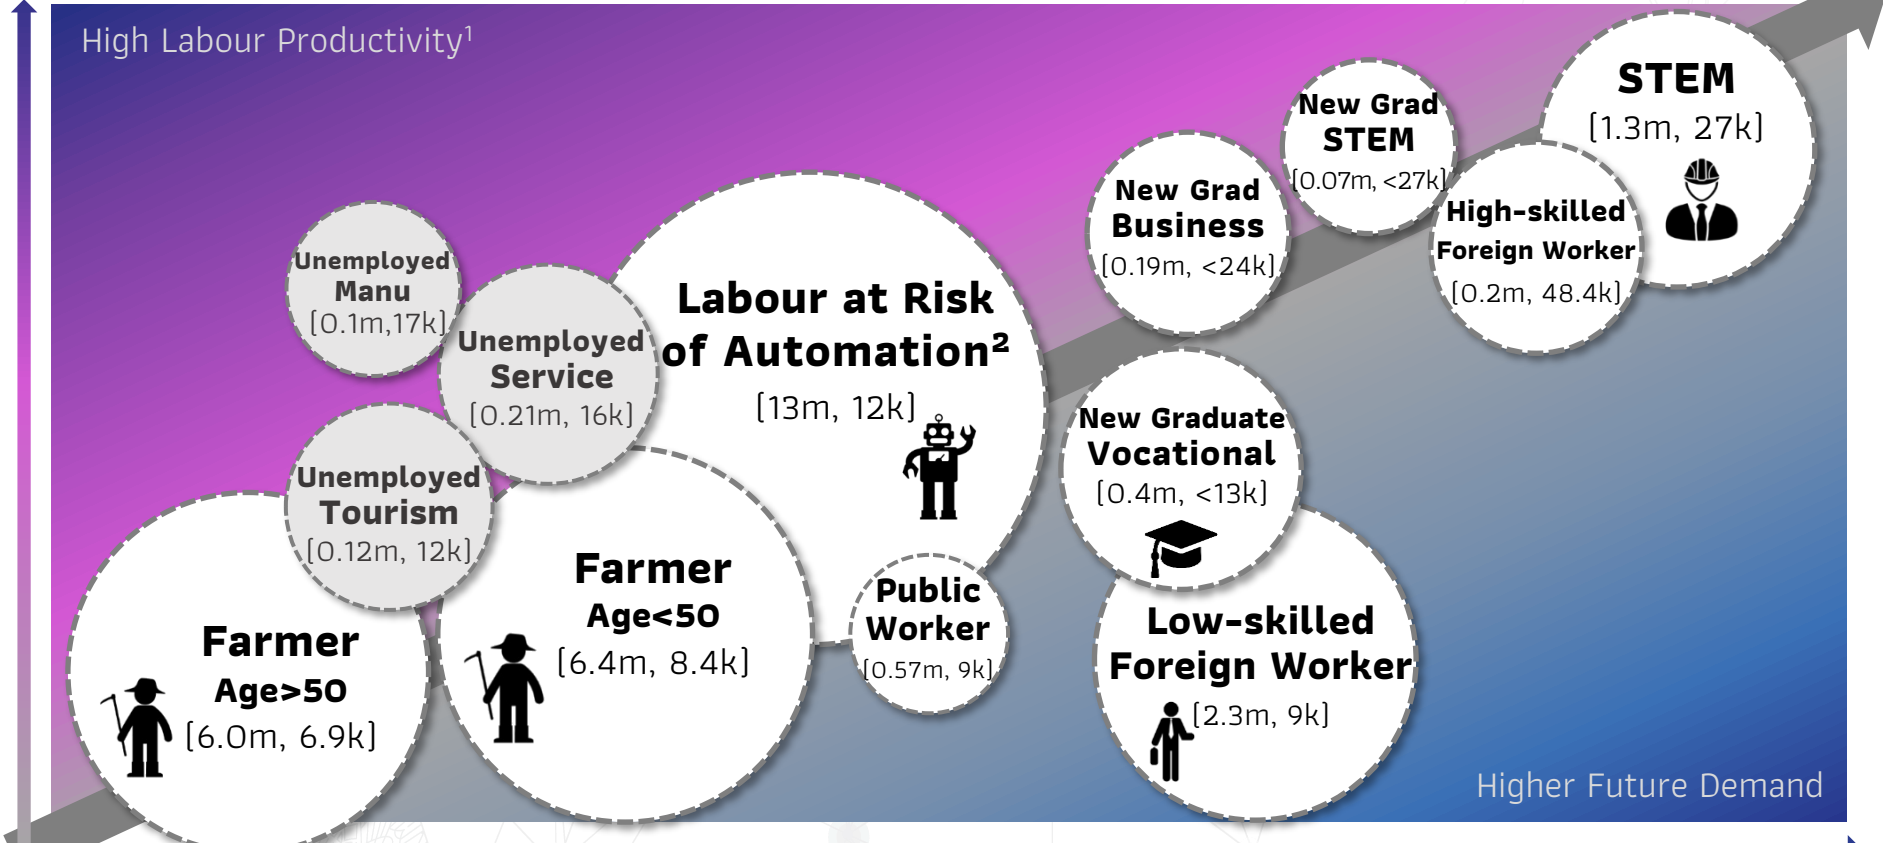 High Labour Productivity¹
STEM
[1.3m, 27k]
New Grad
STEM
[0.07m, <27k]
New Grad
Business
[0.19m, <24k]
High-skilled
Foreign Worker
[0.2m, 48.4k]
Unemployed
Manu
[0.1m,17k]
Unemployed
Service
[0.21m, 16k]
Labour at Risk
of Automation²
[13m, 12k]
New Graduate
Vocational
[0.4m, <13k]
Unemployed
Tourism
[0.12m, 12k]
Farmer
Age>50
[6.0m, 6.9k]
Farmer
Age<50
[6.4m, 8.4k]
Public
Worker
[0.57m, 9k]
Low-skilled
Foreign Worker
[2.3m, 9k]
Higher Future Demand